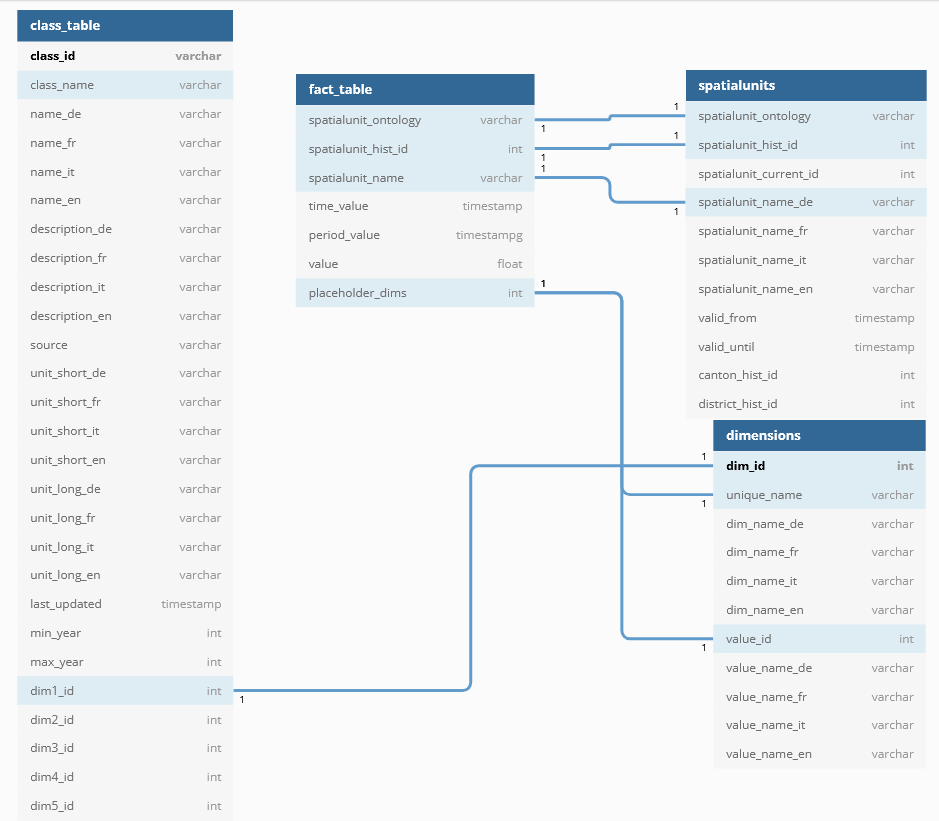 class_table
class_id varchar
class_name varchar
name_de varchar
name_fr varchar
name_it varchar
name_en varchar
description_de varchar
description_fr varchar
description_it varchar
description_en varchar
source varchar
unit_short_de varchar
unit_short_fr varchar
unit_short_it varchar
unit_short_en varchar
unit_long_de varchar
unit_long_fr varchar
unit_long_it varchar
unit_long_en varchar
last_updated timestamp
min_year int
max_year int
dim1_id int
dim2_id int
dim3_id int
dim4_id int
dim5_id int
1
fact_table
spatialunit_ontology varchar
spatialunit_hist_id int
spatialunit_name varchar
time_value timestamp
period_value timestampg
value float
placeholder_dims int
1
1
1
1
1
1
1
spatialunits
spatialunit_ontology varchar
spatialunit_hist_id int
spatialunit_current_id int
spatialunit_name_de varchar
spatialunit_name_fr varchar
spatialunit_name_it varchar
spatialunit_name_en varchar
valid_from timestamp
valid_until timestamp
canton_hist_id int
district_hist_id int
1
1
1
dimensions
dim_id int
unique_name varchar
dim_name_de varchar
dim_name_fr varchar
dim_name_it varchar
dim_name_en varchar
value_id int
value_name_de varchar
value_name_fr varchar
value_name_it varchar
value_name_en varchar